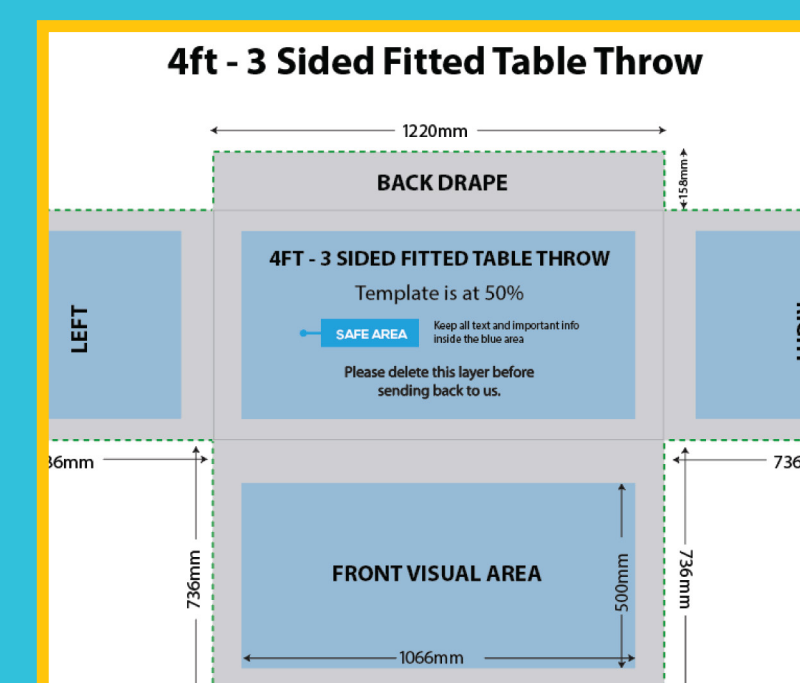 4ft - 3 Sided Fitted Table Throw
1220mm
BACK DRAPE
158mm
4FT - 3 SIDED FITTED TABLE THROW
Template is at 50%
SAFE AREA
Keep all text and important info
inside the blue area
Please delete this layer before
sending back to us.
LEFT
36mm
736
736mm
736mm
FRONT VISUAL AREA
500mm
1066mm